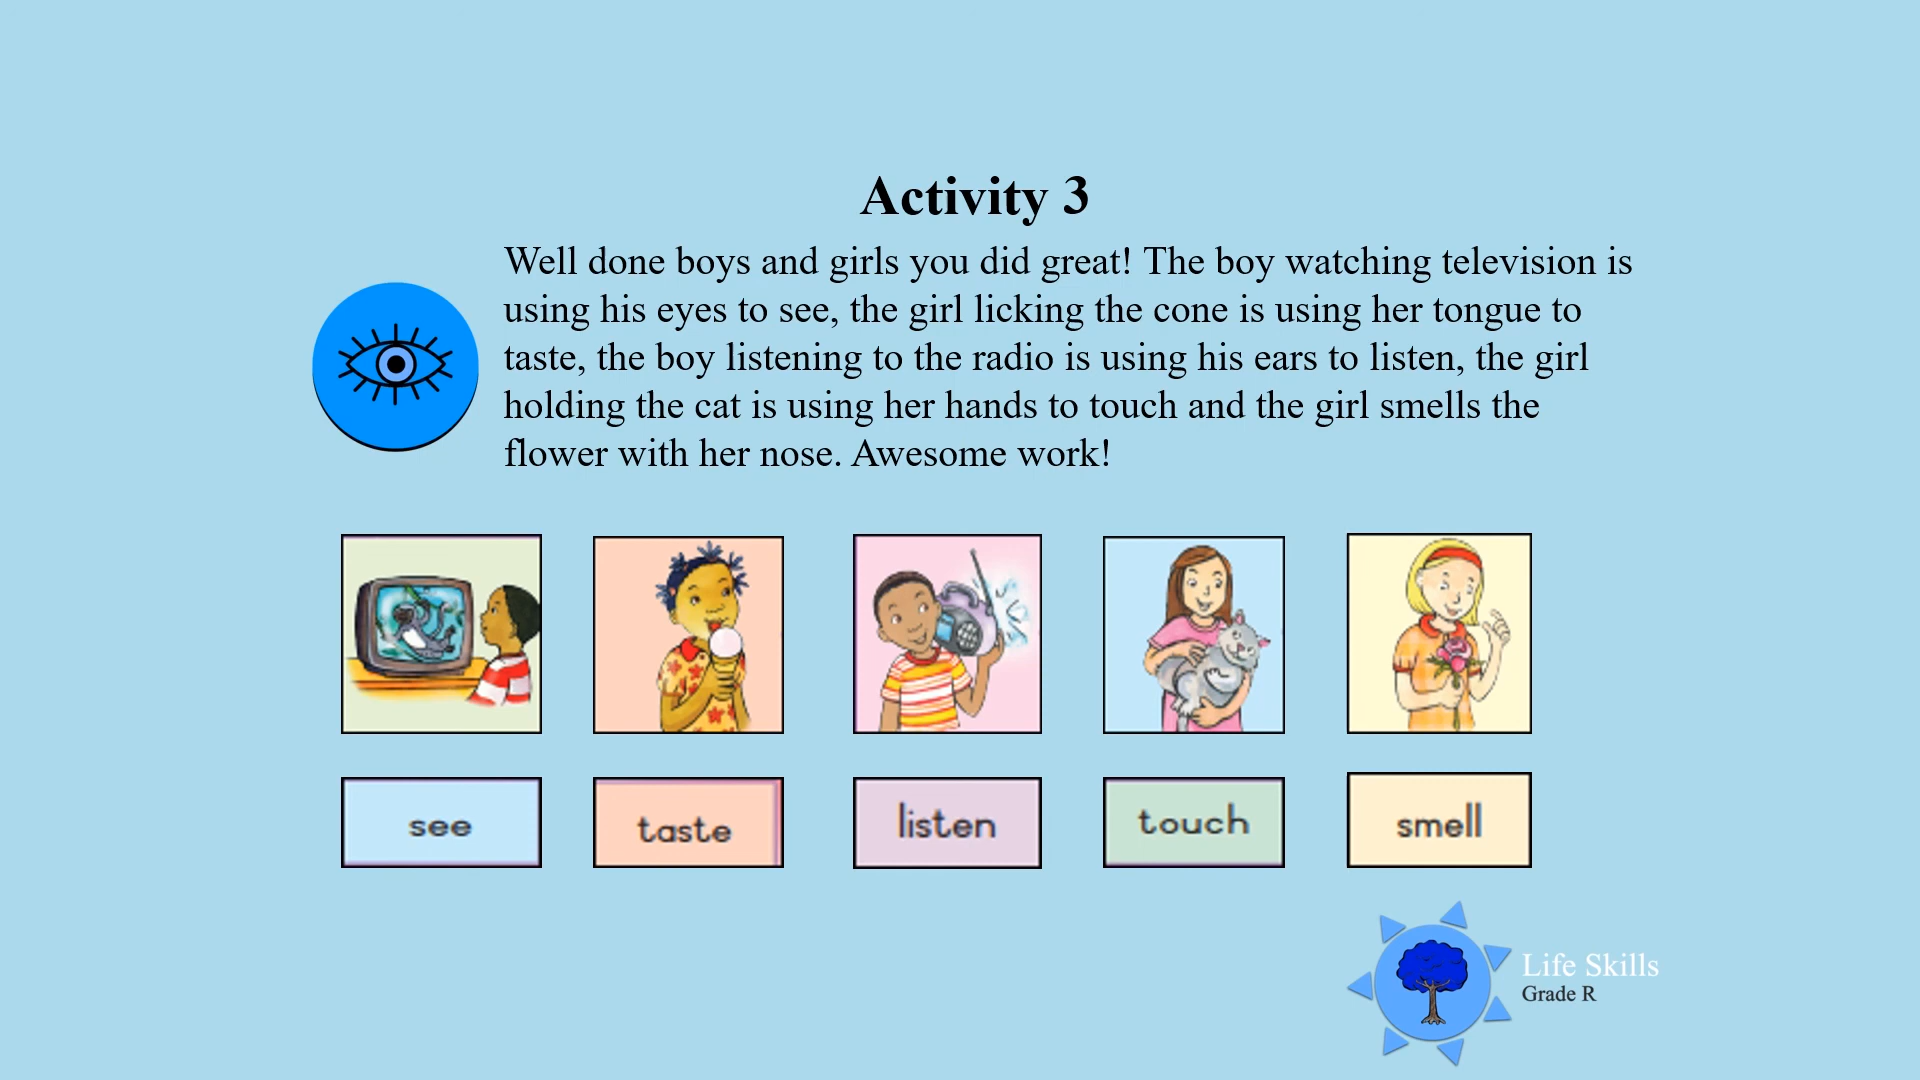 Activity 3
Well done boys and girls you did great! The boy watching television is
using his eyes to see, the girl licking the cone is using her tongue to
taste, the boy listening to the radio is using his ears to listen, the girl
holding the cat is using her hands to touch and the girl smells the
flower with her nose. Awesome work!
see
taste
listen
touch
smell
Life Skills
Grade R